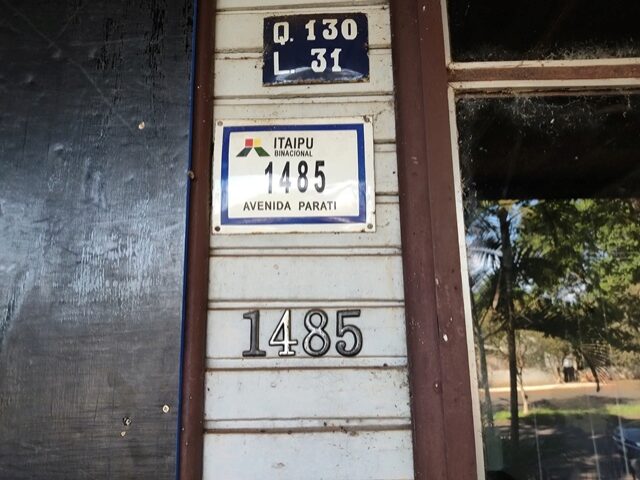 Q. 130
L. 31
ITAIPU
BINACIONAL
1485
AVENIDA PARATI
1485